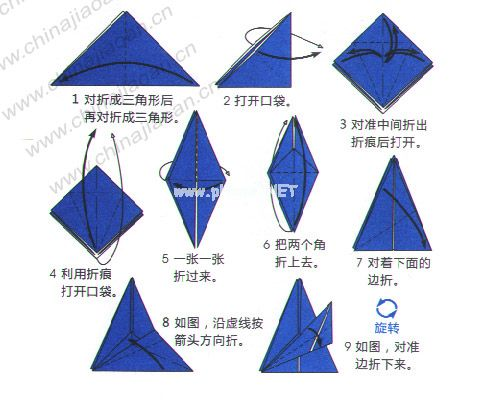 www.chinajiaoan.cn
www.chinajiaoan.cn
1 对折成三角形后
再对折成三角形。
2 打开口袋。
3 对准中间折出
折痕后打开。
4 利用折痕
打开口袋。
5 一张一张
折过来。
6 把两个角
折上去。
7 对着下面的
边折。
8 如图，沿虚线按
箭头方向折。
旋转
9 如图，对准
边折下来。